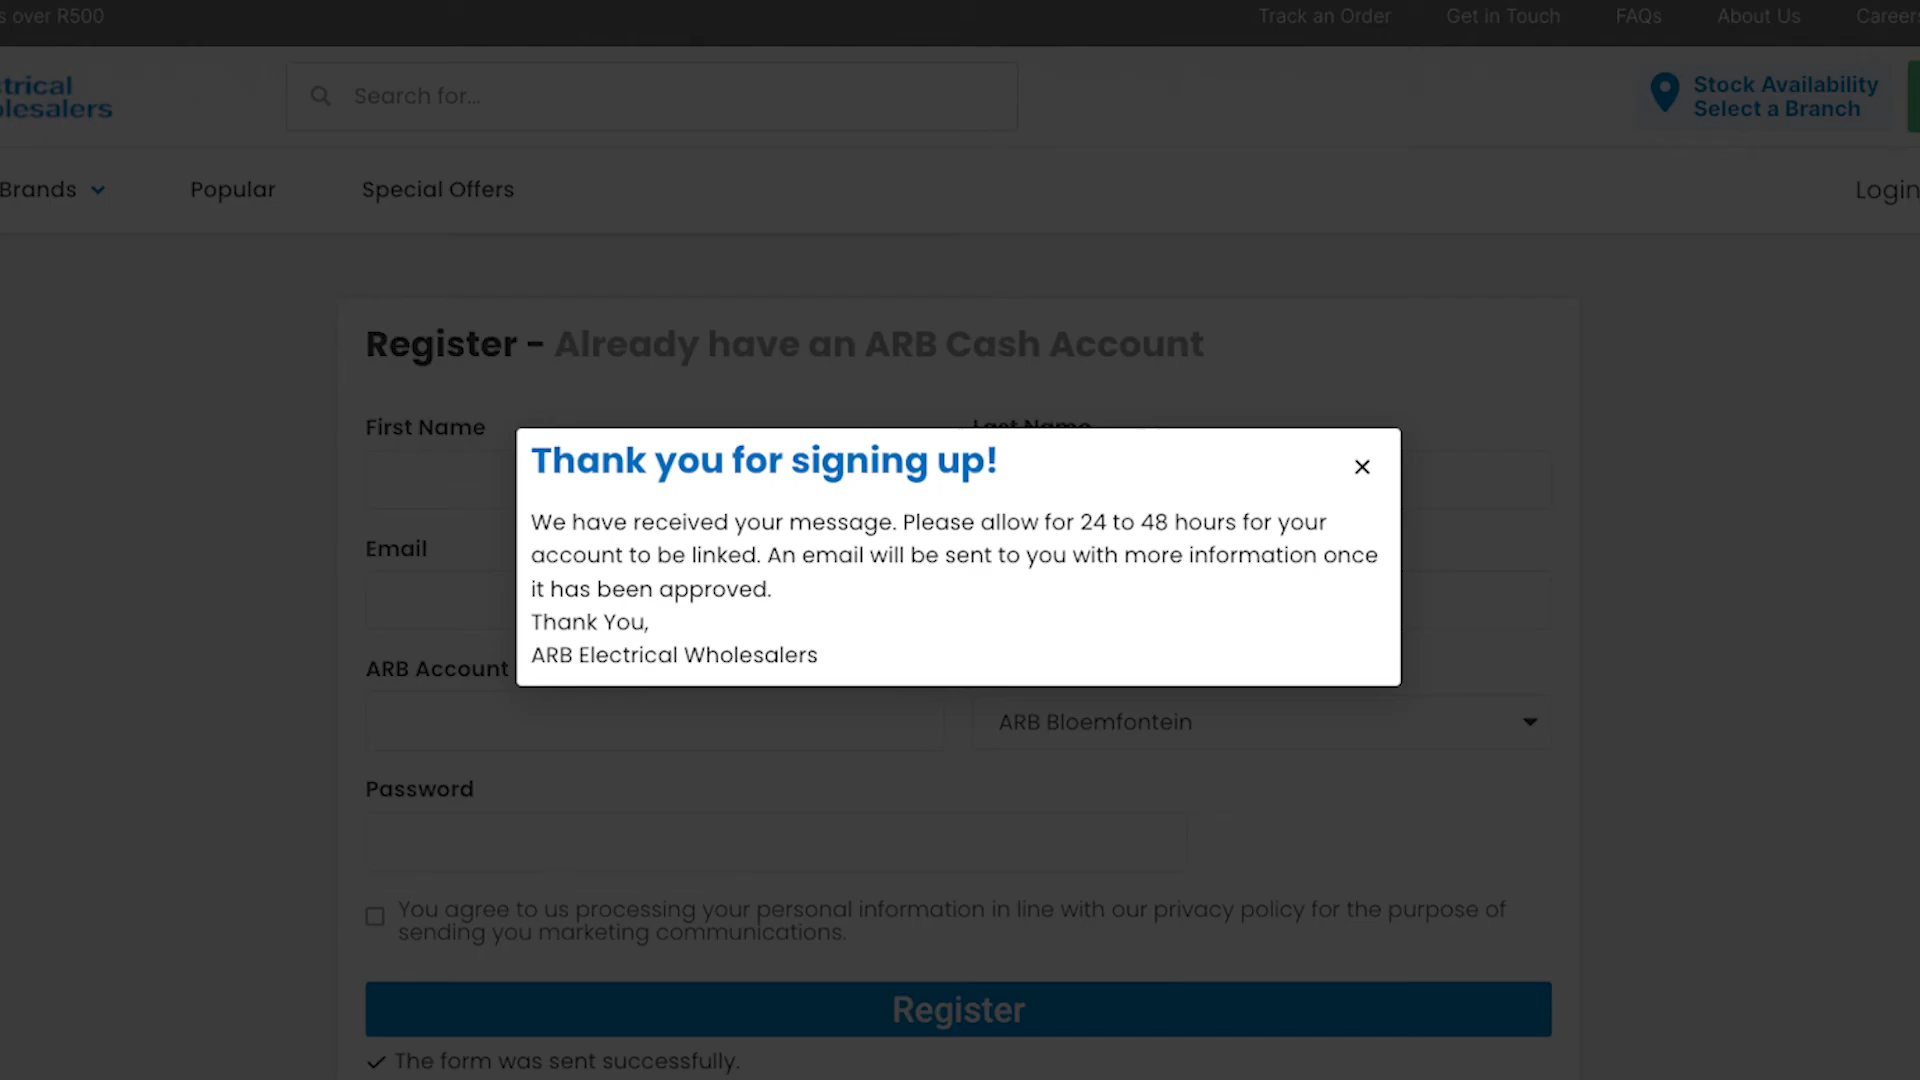 s over R500
Track an Order
Get in Touch
FAQs
About Us
Careers
trical
lesalers
Search for...
Stock Availability
Select a Branch
Brands
Popular
Special Offers
Login
Register - Already have an ARB Cash Account
First Name
Last Name
Thank you for signing up!
We have received your message. Please allow for 24 to 48 hours for your
account to be linked. An email will be sent to you with more information once
it has been approved.
Thank You,
ARB Electrical Wholesalers
Email
ARB Account
ARB Bloemfontein
Password
You agree to us processing your personal information in line with our privacy policy for the purpose of
sending you marketing communications.
Register
The form was sent successfully.